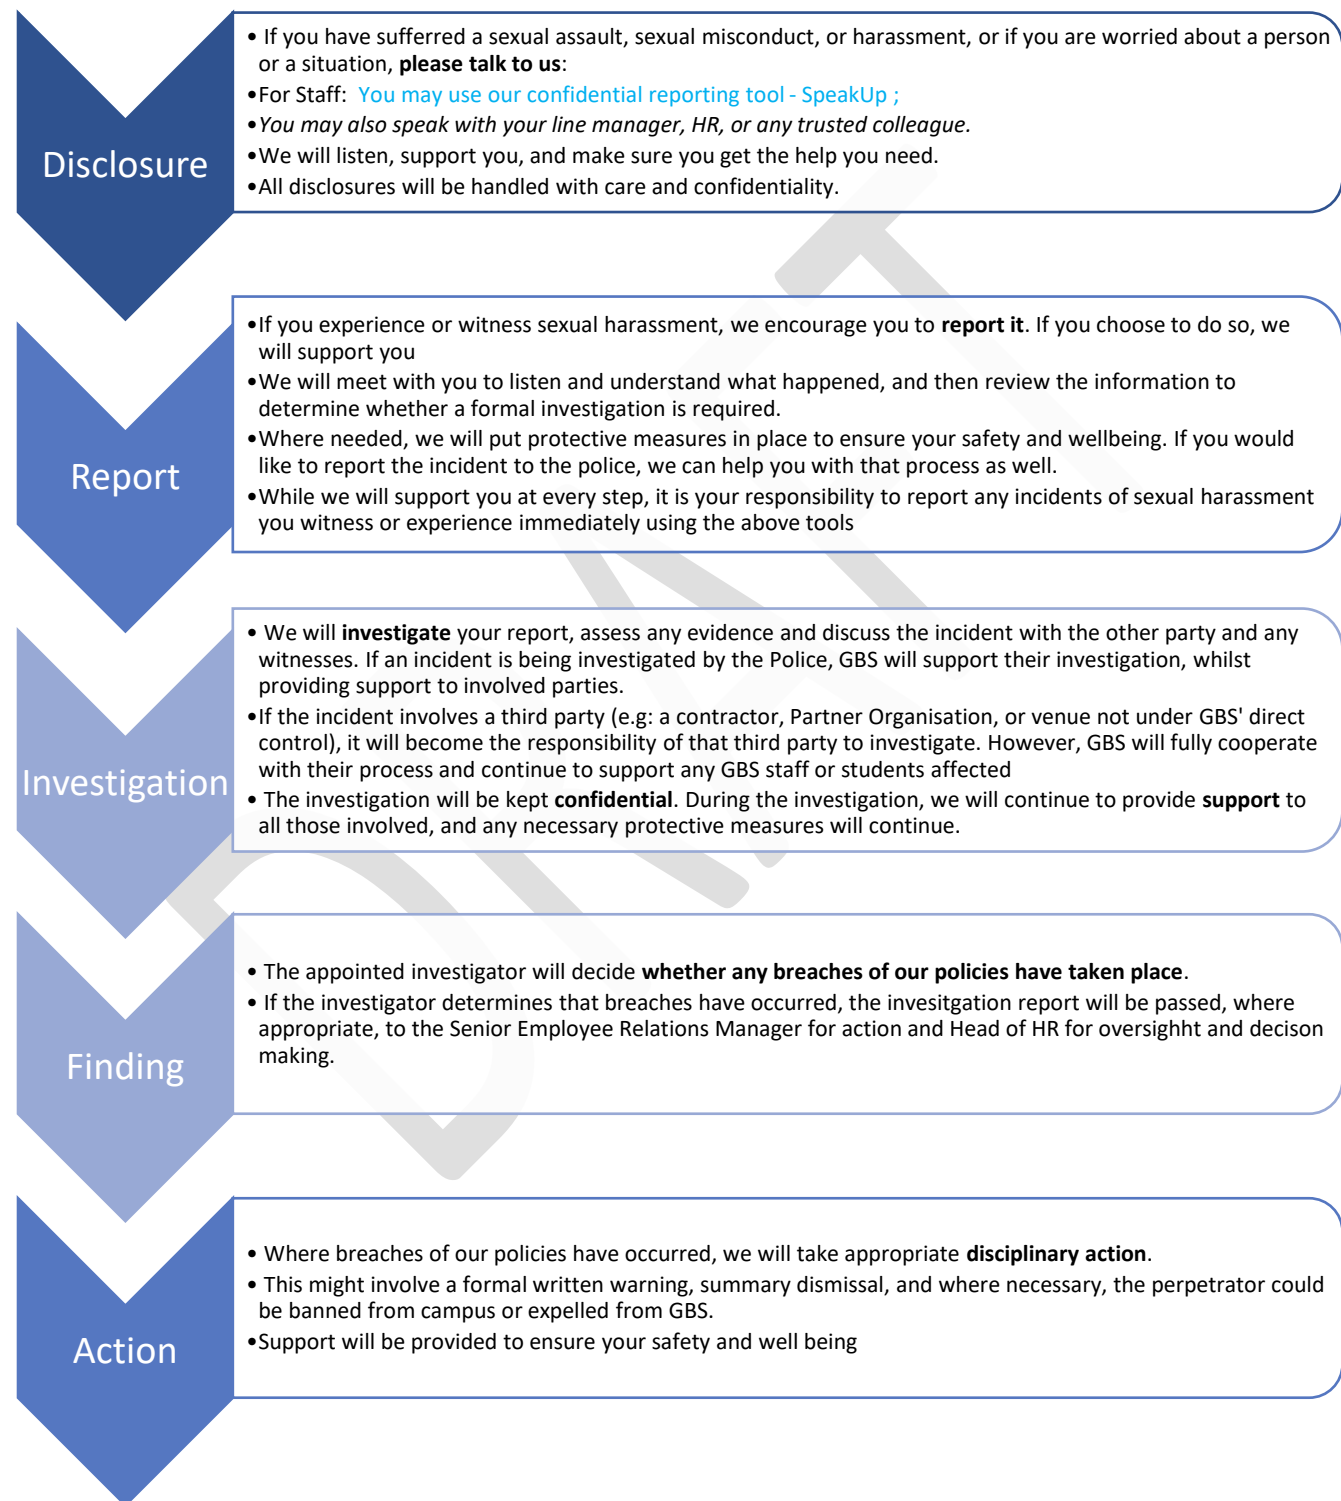 Disclosure
• If you have sufferred a sexual assault, sexual misconduct, or harassment, or if you are worried about a person
or a situation, please talk to us:
•For Staff: You may use our confidential reporting tool - SpeakUp ;
•You may also speak with your line manager, HR, or any trusted colleague.
•We will listen, support you, and make sure you get the help you need.
•All disclosures will be handled with care and confidentiality.
Report
•If you experience or witness sexual harassment, we encourage you to report it. If you choose to do so, we
will support you
•We will meet with you to listen and understand what happened, and then review the information to
determine whether a formal investigation is required.
•Where needed, we will put protective measures in place to ensure your safety and wellbeing. If you would
like to report the incident to the police, we can help you with that process as well.
•While we will support you at every step, it is your responsibility to report any incidents of sexual harassment
you witness or experience immediately using the above tools
Investigation
• We will investigate your report, assess any evidence and discuss the incident with the other party and any
witnesses. If an incident is being investigated by the Police, GBS will support their investigation, whilst
providing support to involved parties.
•If the incident involves a third party (e.g: a contractor, Partner Organisation, or venue not under GBS' direct
control), it will become the responsibility of that third party to investigate. However, GBS will fully cooperate
with their process and continue to support any GBS staff or students affected
• The investigation will be kept confidential. During the investigation, we will continue to provide support to
all those involved, and any necessary protective measures will continue.
Finding
• The appointed investigator will decide whether any breaches of our policies have taken place.
• If the investigator determines that breaches have occurred, the invesitgation report will be passed, where
appropriate, to the Senior Employee Relations Manager for action and Head of HR for oversighht and decison
making.
Action
• Where breaches of our policies have occurred, we will take appropriate disciplinary action.
• This might involve a formal written warning, summary dismissal, and where necessary, the perpetrator could
be banned from campus or expelled from GBS.
•Support will be provided to ensure your safety and well being
DRAFT